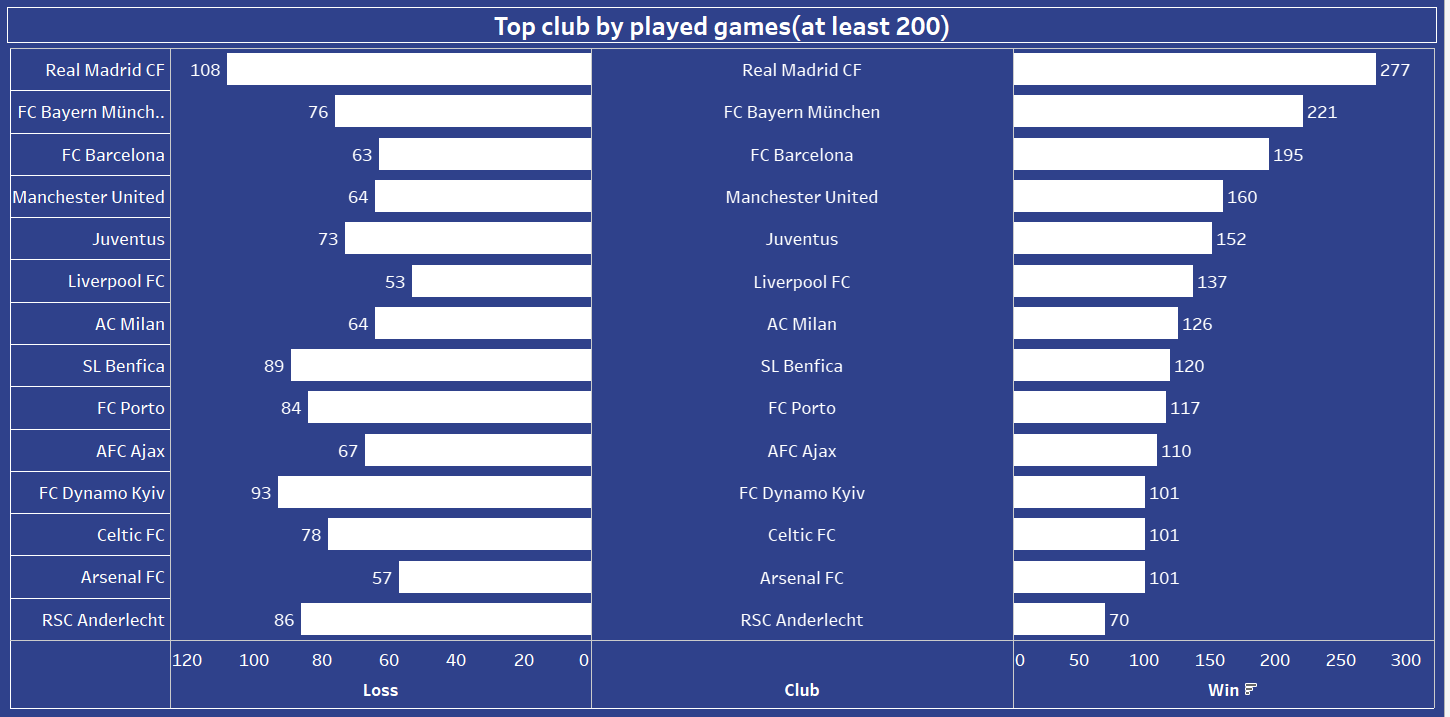 Top club by played games(at least 200)
Real Madrid CF 108 Real Madrid CF 277
FC Bayern Münch.. 76 FC Bayern München 221
FC Barcelona 63 FC Barcelona 195
Manchester United 64 Manchester United 160
Juventus 73 Juventus 152
Liverpool FC 53 Liverpool FC 137
AC Milan 64 AC Milan 126
SL Benfica 89 SL Benfica 120
FC Porto 84 FC Porto 117
AFC Ajax 67 AFC Ajax 110
FC Dynamo Kyiv 93 FC Dynamo Kyiv 101
Celtic FC 78 Celtic FC 101
Arsenal FC 57 Arsenal FC 101
RSC Anderlecht 86 RSC Anderlecht 70
120 100 80 60 40 20 0 0 50 100 150 200 250 300
Loss Club Win